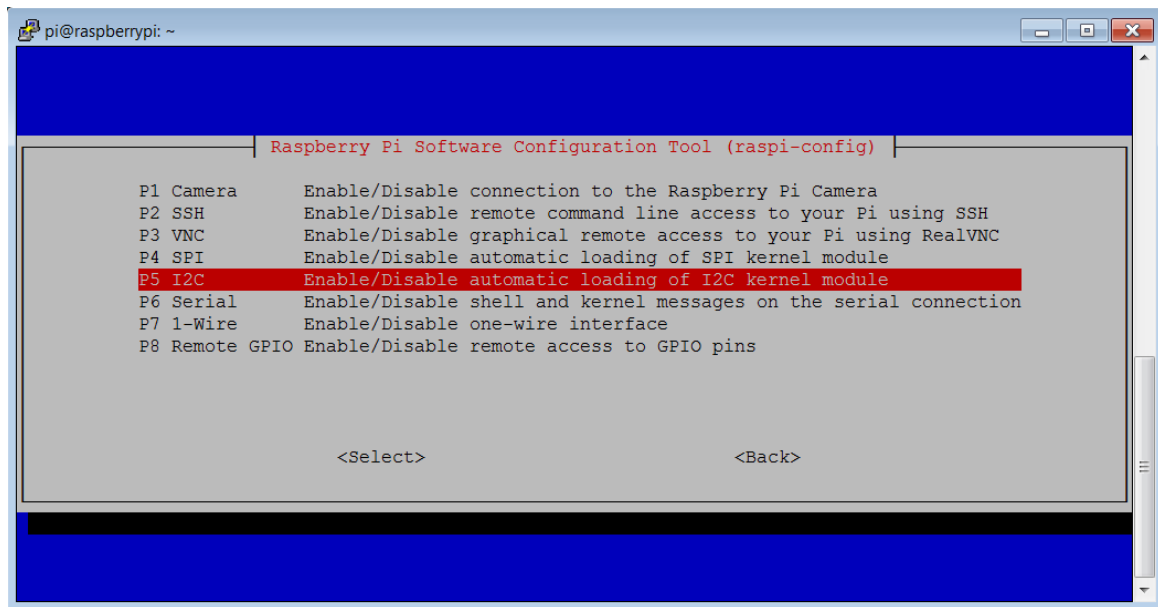 pi@raspberrypi: ~
Raspberry Pi Software Configuration Tool (raspi-config)
P1 Camera Enable/Disable connection to the Raspberry Pi Camera
P2 SSH Enable/Disable remote command line access to your Pi using SSH
P3 VNC Enable/Disable graphical remote access to your Pi using RealVNC
P4 SPI Enable/Disable automatic loading of SPI kernel module
P5 I2C Enable/Disable automatic loading of I2C kernel module
P6 Serial Enable/Disable shell and kernel messages on the serial connection
P7 1-Wire Enable/Disable one-wire interface
P8 Remote GPIO Enable/Disable remote access to GPIO pins
<Select> <Back>